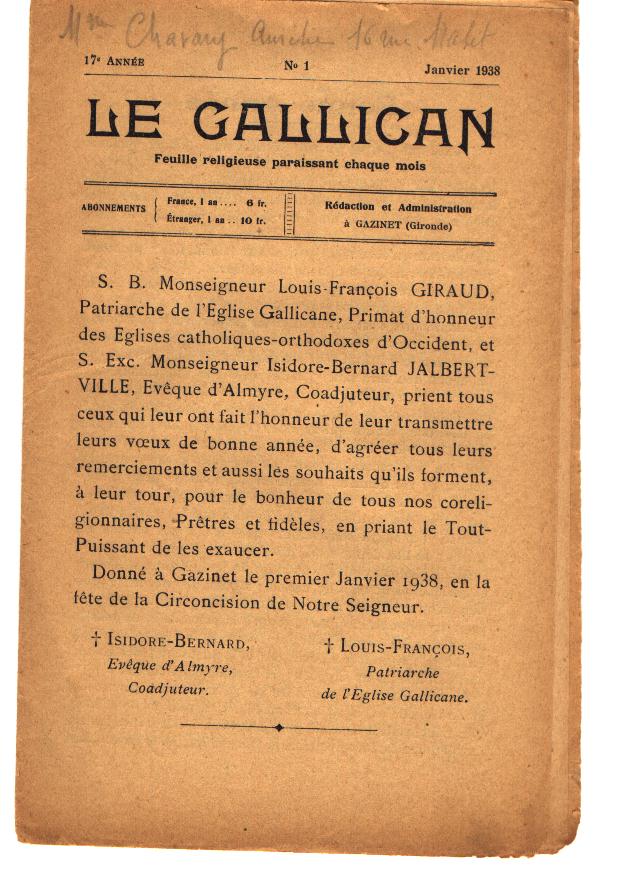 Mme
17e ANNÉE No 1 Janvier 1938
LE GALLICAN
Feuille religieuse paraissant chaque mois
ABONNEMENTS
France, 1 an .... 6 fr.
Étranger, 1 an .. 10 fr.
Rédaction et Administration
à GAZINET (Gironde)
S. B. Monseigneur Louis-François GIRAUD,
Patriarche de l'Eglise Gallicane, Primat d'honneur
des Eglises catholiques-orthodoxes d'Occident, et
S. Exc. Monseigneur Isidore-Bernard JALBERT-
VILLE, Evêque d'Almyre, Coadjuteur, prient tous
ceux qui leur ont fait l'honneur de leur transmettre
leurs vœux de bonne année, d'agréer tous leurs
remerciements et aussi les souhaits qu'ils forment,
à leur tour, pour le bonheur de tous nos coreli-
gionnaires, Prêtres et fidèles, en priant le Tout-
Puissant de les exaucer.
Donné à Gazinet le premier Janvier 1938, en la
fête de la Circoncision de Notre Seigneur.
† ISIDORE-BERNARD,
Evêque d'Almyre,
Coadjuteur.
† LOUIS-FRANÇOIS,
Patriarche
de l'Eglise Gallicane.